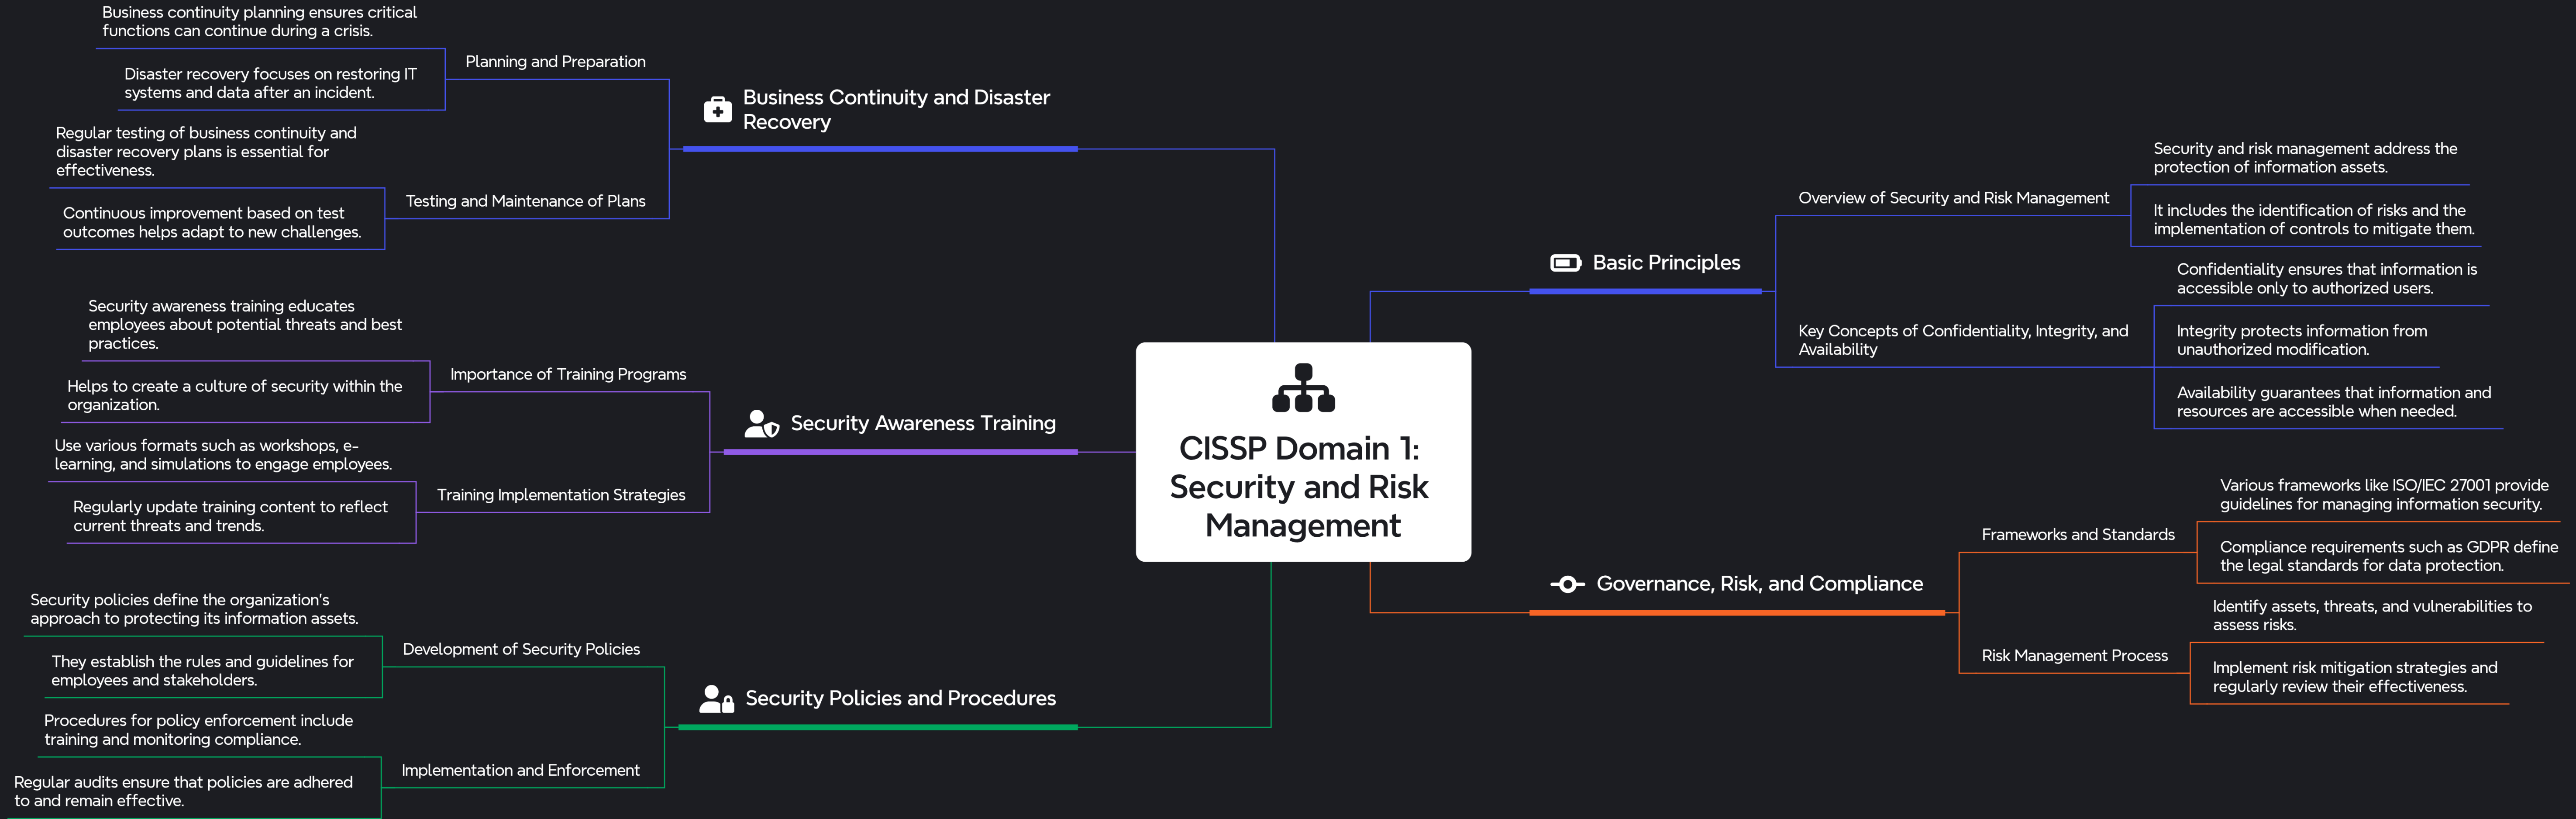 Business continuity planning ensures critical
functions can continue during a crisis.
Disaster recovery focuses on restoring IT
systems and data after an incident.
Planning and Preparation
Regular testing of business continuity and
disaster recovery plans is essential for
effectiveness.
Continuous improvement based on test
outcomes helps adapt to new challenges.
Testing and Maintenance of Plans
Business Continuity and Disaster
Recovery
Security awareness training educates
employees about potential threats and best
practices.
Helps to create a culture of security within the
organization.
Importance of Training Programs
Use various formats such as workshops, e-
learning, and simulations to engage employees.
Regularly update training content to reflect
current threats and trends.
Training Implementation Strategies
Security Awareness Training
Security policies define the organization's
approach to protecting its information assets.
They establish the rules and guidelines for
employees and stakeholders.
Development of Security Policies
Procedures for policy enforcement include
training and monitoring compliance.
Regular audits ensure that policies are adhered
to and remain effective.
Implementation and Enforcement
Security Policies and Procedures
CISSP Domain 1:
Security and Risk
Management
Basic Principles
Overview of Security and Risk Management
Security and risk management address the
protection of information assets.
It includes the identification of risks and the
implementation of controls to mitigate them.
Key Concepts of Confidentiality, Integrity, and
Availability
Confidentiality ensures that information is
accessible only to authorized users.
Integrity protects information from
unauthorized modification.
Availability guarantees that information and
resources are accessible when needed.
Governance, Risk, and Compliance
Frameworks and Standards
Various frameworks like ISO/IEC 27001 provide
guidelines for managing information security.
Compliance requirements such as GDPR define
the legal standards for data protection.
Risk Management Process
Identify assets, threats, and vulnerabilities to
assess risks.
Implement risk mitigation strategies and
regularly review their effectiveness.